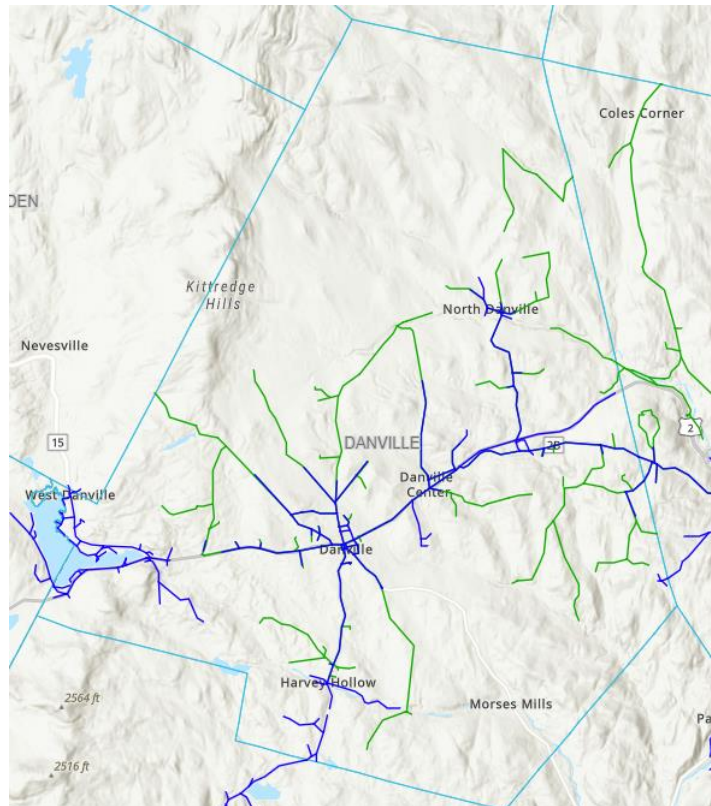 Coles Corner
DEN
Kittredge
Hills
North Danville
Nevesville
15
2
DANVILLE
2B
Danville
Center
West Danville
Danville
Harvey Hollow
2564 ft
Morses Mills
Pa
2516 ft